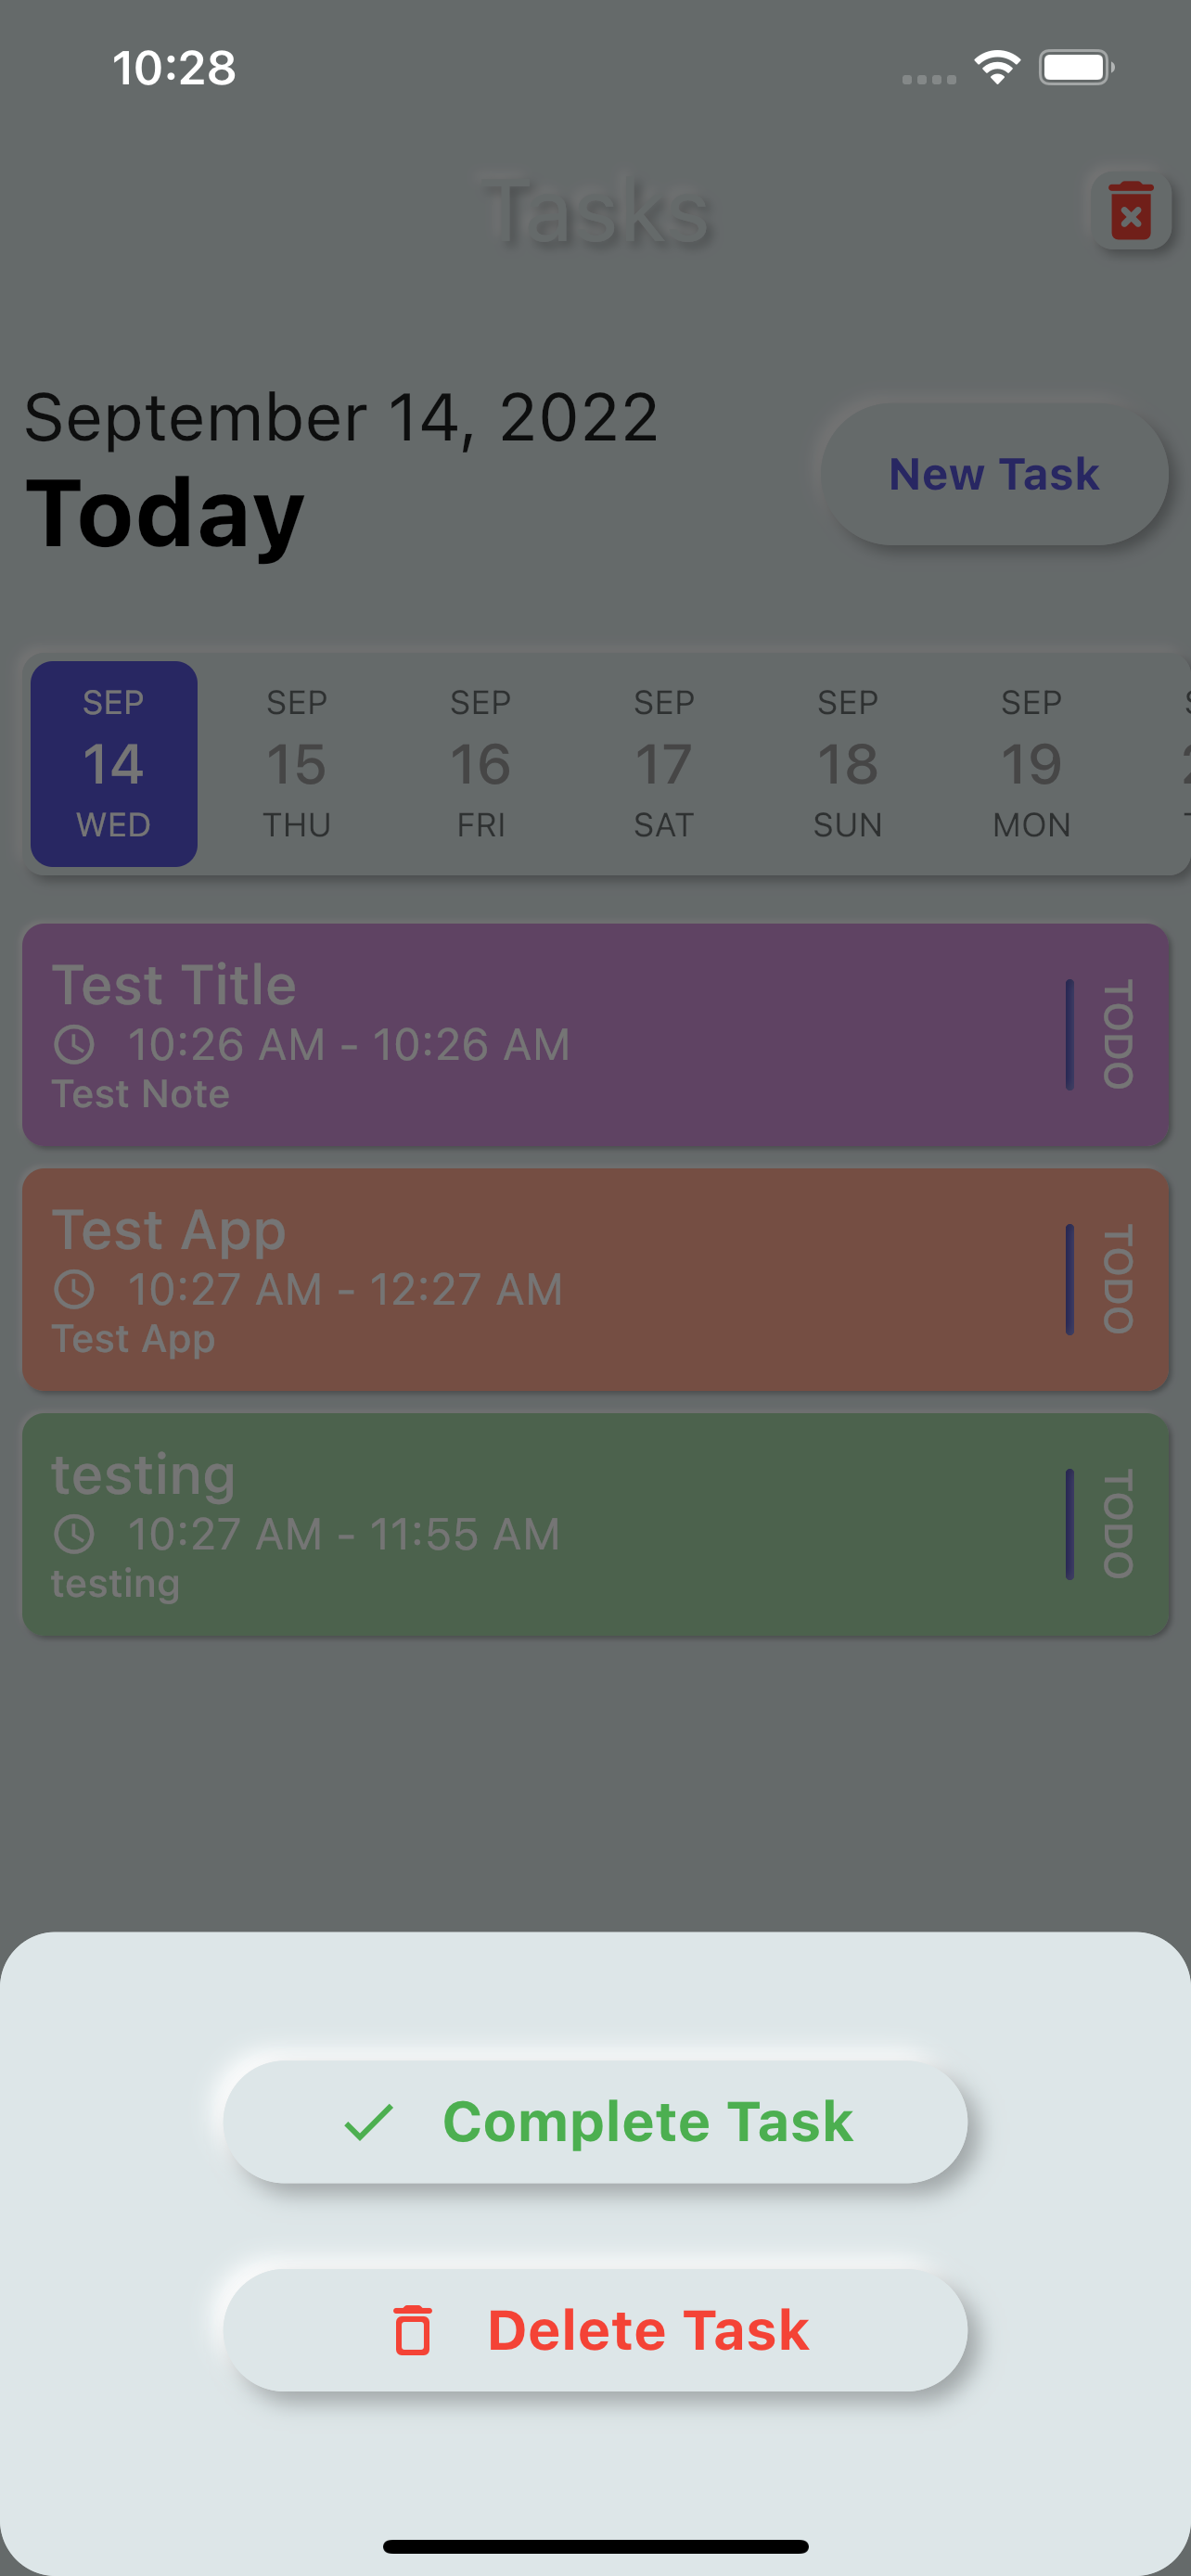 10:28
Tasks
September 14, 2022
Today
New Task
SEP SEP SEP SEP SEP SEP
14 15 16 17 18 19
WED THU FRI SAT SUN MON
Test Title
10:26 AM - 10:26 AM
Test Note
TODO
Test App
10:27 AM - 12:27 AM
Test App
TODO
testing
10:27 AM - 11:55 AM
testing
TODO
Complete Task
Delete Task